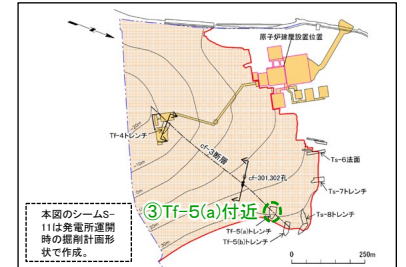 原子炉建屋設置位置
Tf-4トレンチ
cf-3断層
Ts-6法面
cf-301,302孔
Ts-7トレンチ
③Tf-5(a)付近
Ts-8トレンチ
Tf-5(a)トレンチ
Tf-5(b)トレンチ
本図のシームS-
11は発電所運開
時の掘削計画形
状で作成。
0
250m